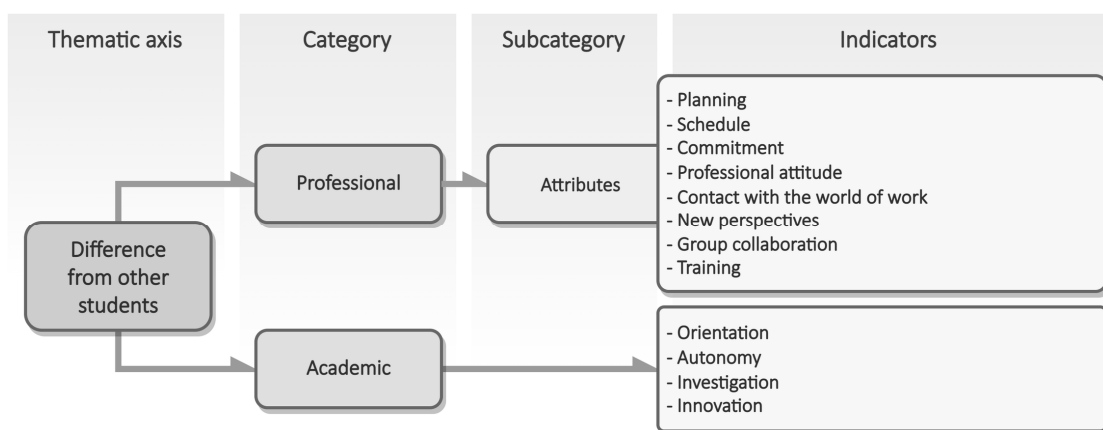 Thematic axis
Category
Subcategory
Indicators
Difference
from other
students
Professional
Attributes
- Planning
- Schedule
- Commitment
- Professional attitude
- Contact with the world of work
- New perspectives
- Group collaboration
- Training
Academic
- Orientation
- Autonomy
- Investigation
- Innovation